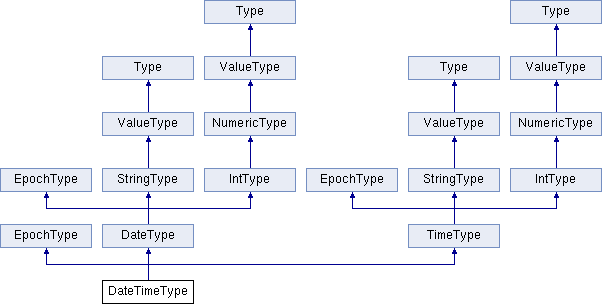 Type Type
Type ValueType Type ValueType
ValueType NumericType ValueType NumericType
EpochType StringType IntType EpochType StringType IntType
EpochType DateType TimeType
DateTimeType